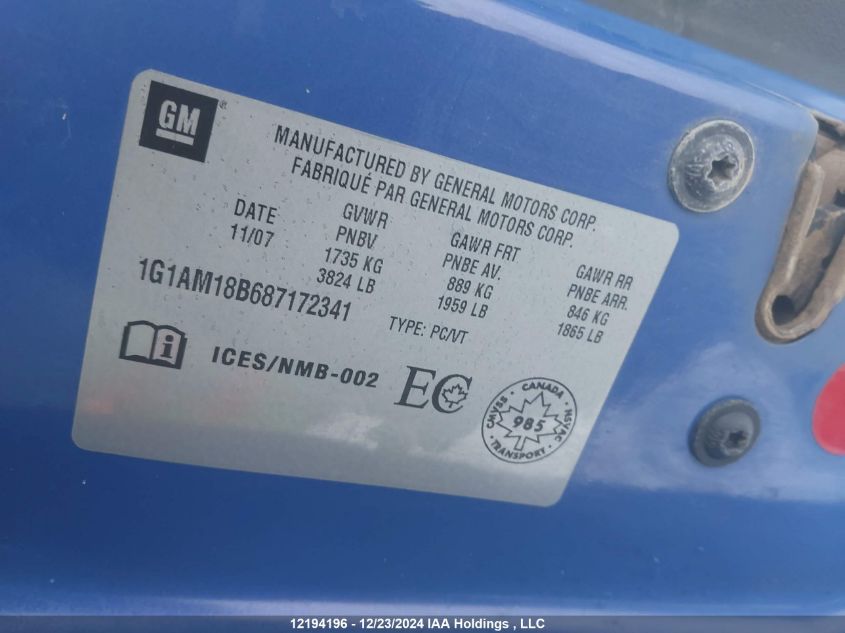 GM
®
MANUFACTURED BY GENERAL MOTORS CORP.
FABRIQUÉ PAR GENERAL MOTORS CORP.
DATE GVWR GAWR FRT GAWR RR
11/07 PNBV PNBE AV. PNBE ARR.
1735 KG 889 KG 846 KG
3824 LB 1959 LB 1865 LB
1G1AM18B687172341 TYPE: PC/VT
i ICES/NMB-002 EC
CANADA
CMVSS 985 NSVAC
TRANSPORT
12194196 - 12/23/2024 IAA Holdings , LLC